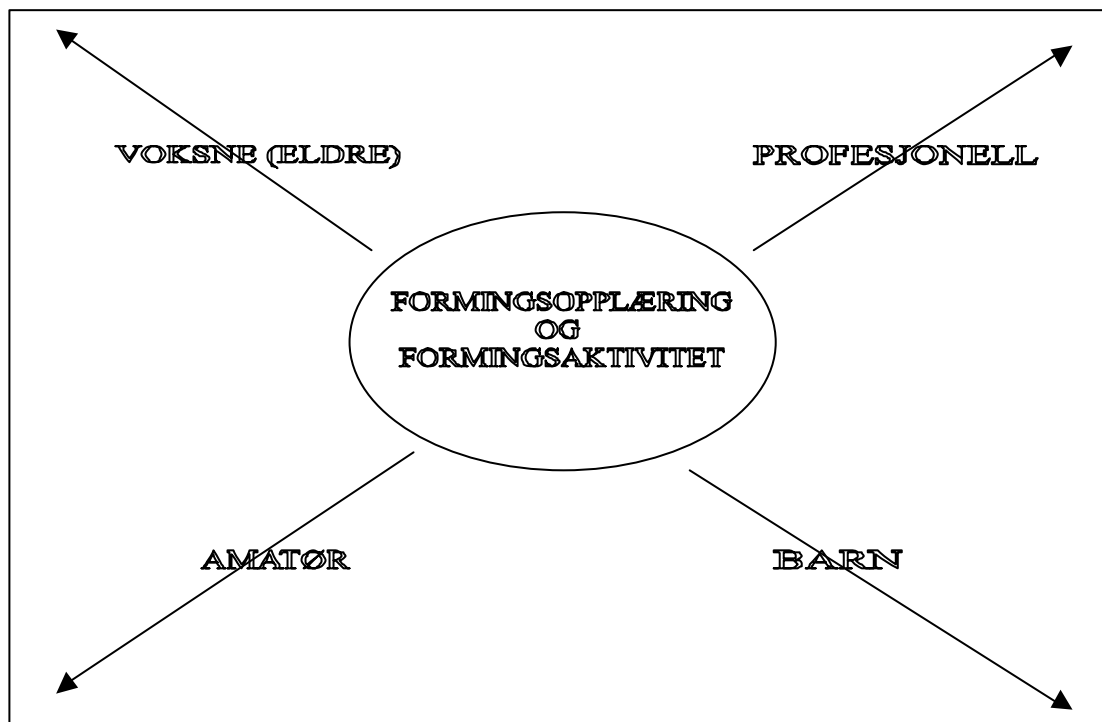 VOKSNE (ELDRE)
PROFESJONELL
FORMINGSOPPLÆRING
OG
FORMINGSAKTIVITET
AMATØR
BARN